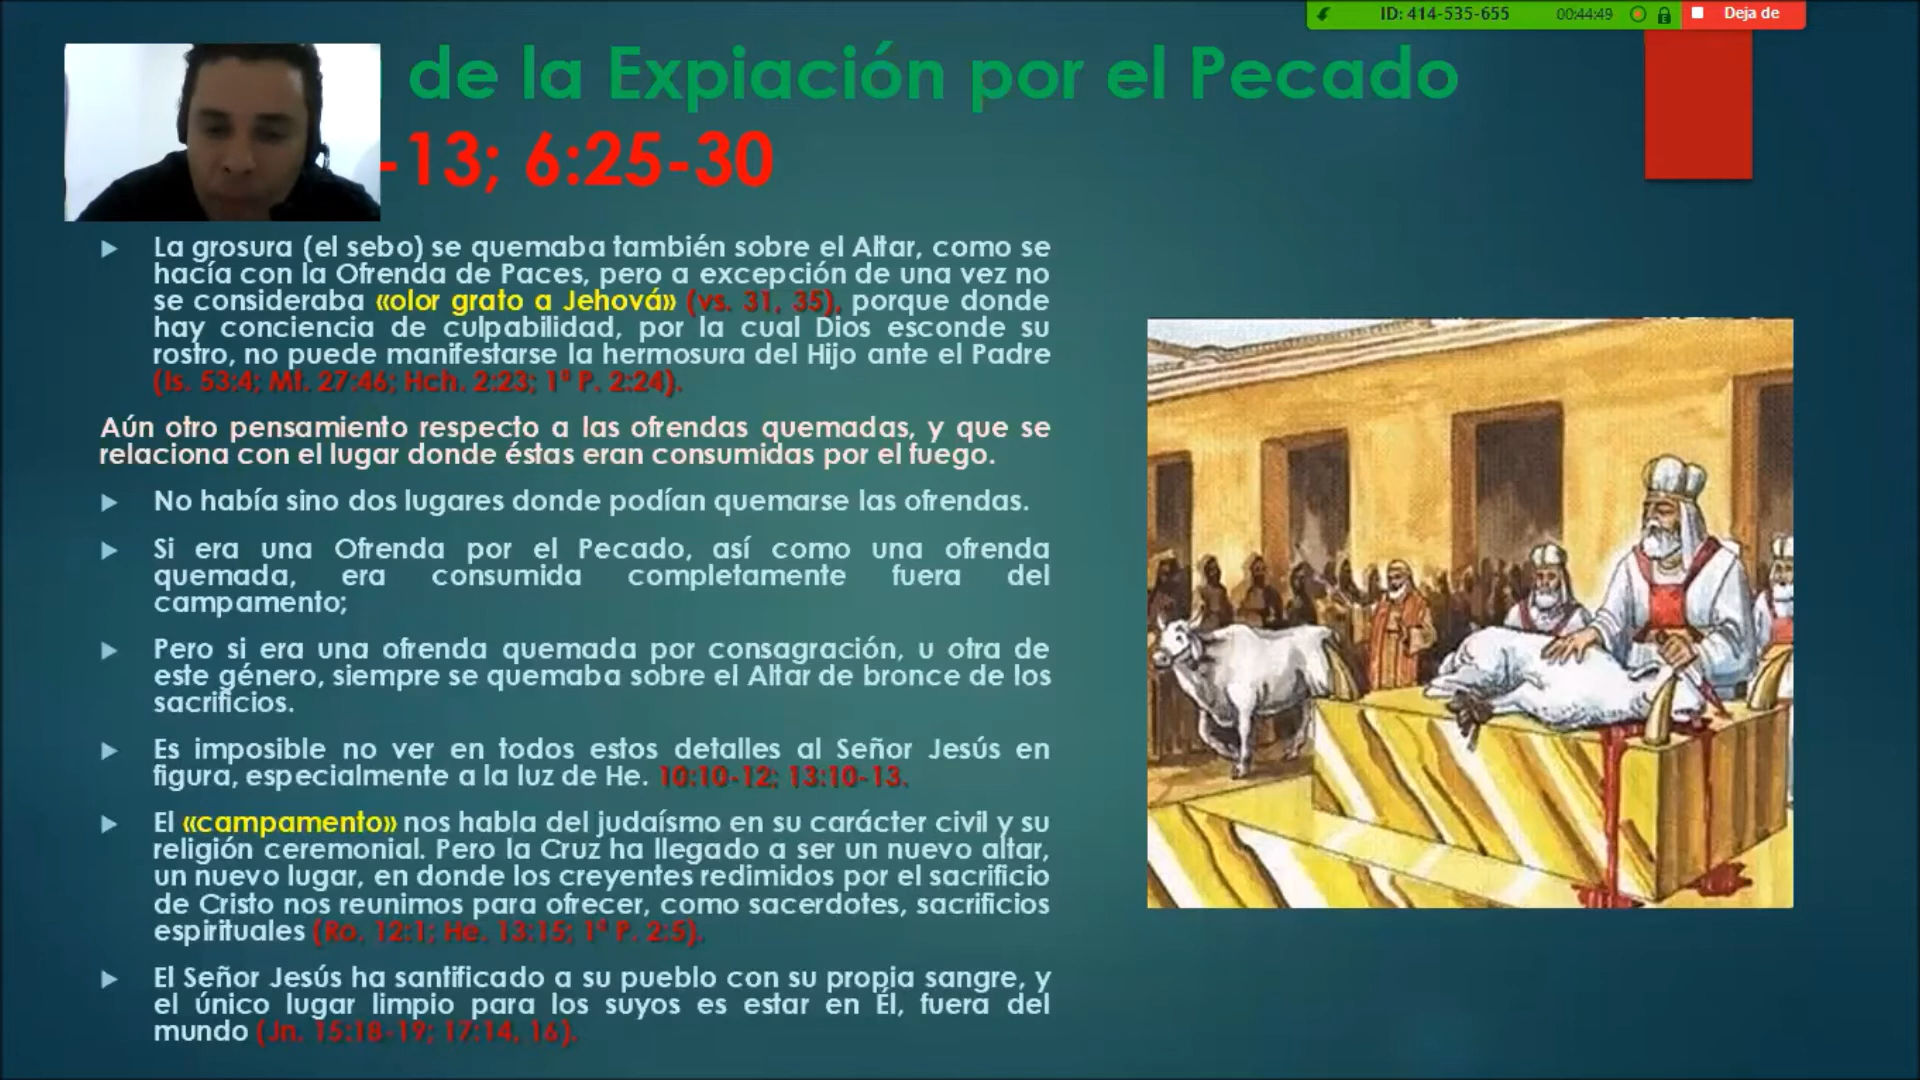 ID: 414-535-655 00:44:49 Deja de
de la Expiación por el Pecado
-13; 6:25-30
La grosura (el sebo) se quemaba también sobre el Altar, como se
hacía con la Ofrenda de Paces, pero a excepción de una vez no
se consideraba «olor grato a Jehová» (vs. 31, 35), porque donde
hay conciencia de culpabilidad, por la cual Dios esconde su
rostro, no puede manifestarse la hermosura del Hijo ante el Padre
(Is. 53:4; Mt. 27:46; Hch. 2:23; 1ª P. 2:24).
Aún otro pensamiento respecto a las ofrendas quemadas, y que se
relaciona con el lugar donde éstas eran consumidas por el fuego.
No había sino dos lugares donde podían quemarse las ofrendas.
Si era una Ofrenda por el Pecado, así como una ofrenda
quemada, era consumida completamente fuera del
campamento;
Pero si era una ofrenda quemada por consagración, u otra de
este género, siempre se quemaba sobre el Altar de bronce de los
sacrificios.
Es imposible no ver en todos estos detalles al Señor Jesús en
figura, especialmente a la luz de He. 10:10-12; 13:10-13.
El «campamento» nos habla del judaísmo en su carácter civil y su
religión ceremonial. Pero la Cruz ha llegado a ser un nuevo altar,
un nuevo lugar, en donde los creyentes redimidos por el sacrificio
de Cristo nos reunimos para ofrecer, como sacerdotes, sacrificios
espirituales (Ro. 12:1; He. 13:15; 1ª P. 2:5).
El Señor Jesús ha santificado a su pueblo con su propia sangre, y
el único lugar limpio para los suyos es estar en Él, fuera del
mundo (Jn. 15:18-19; 17:14, 16).